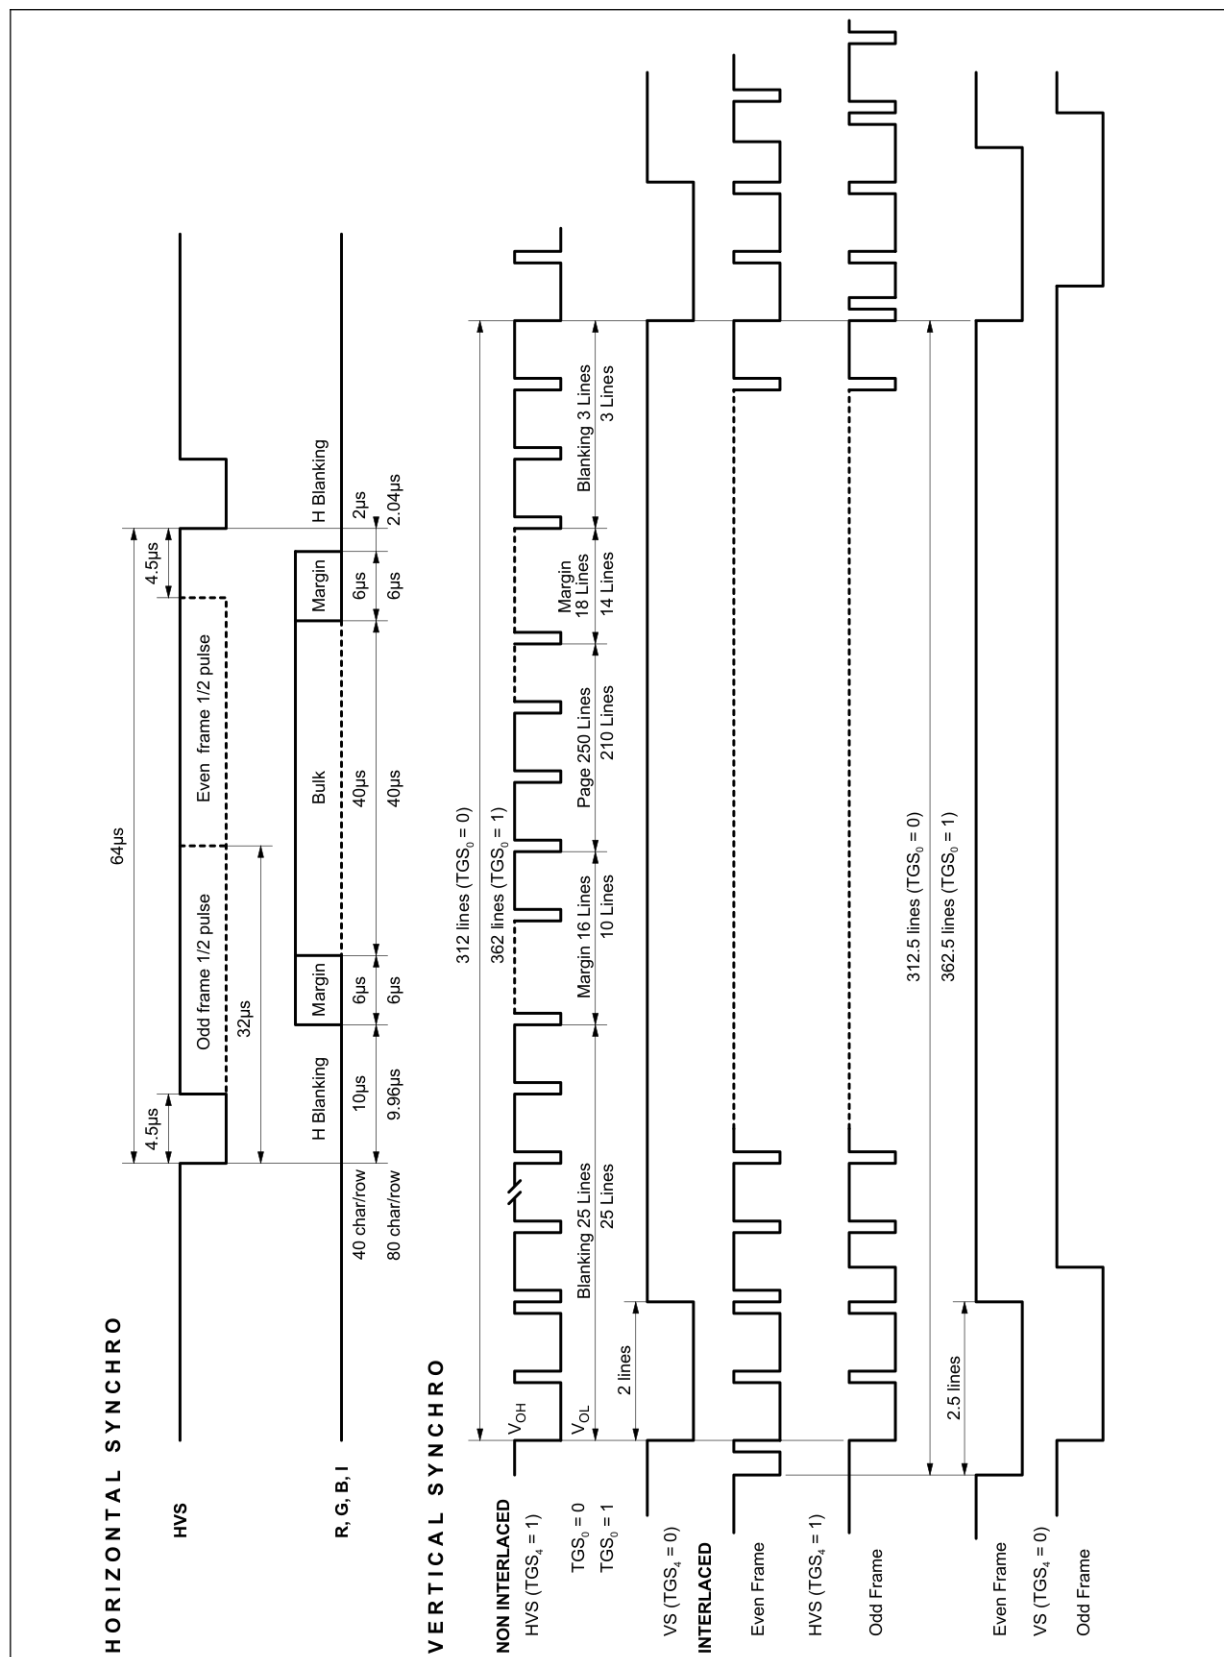 HORIZONTAL SYNCHRO
64µs
4.5µs
4.5µs
HVS
Odd frame 1/2 pulse
Even frame 1/2 pulse
32µs
R, G, B, I
H Blanking
Margin
Bulk
Margin
H Blanking
40 char/row
10µs
6µs
40µs
6µs
2µs
80 char/row
9.96µs
6µs
40µs
6µs
2.04µs
VERTICAL SYNCHRO
312 lines (TGS0 = 0)
362 lines (TGS0 = 1)
NON INTERLACED
HVS (TGS4 = 1)
VOH
VOL
TGS0 = 0
Blanking 25 Lines
Margin 16 Lines
Page 250 Lines
Margin
18 Lines
Blanking 3 Lines
TGS0 = 1
25 Lines
10 Lines
210 Lines
14 Lines
3 Lines
2 lines
VS (TGS4 = 0)
INTERLACED
Even Frame
HVS (TGS4 = 1)
Odd Frame
312.5 lines (TGS0 = 0)
362.5 lines (TGS0 = 1)
2.5 lines
Even Frame
VS (TGS4 = 0)
Odd Frame